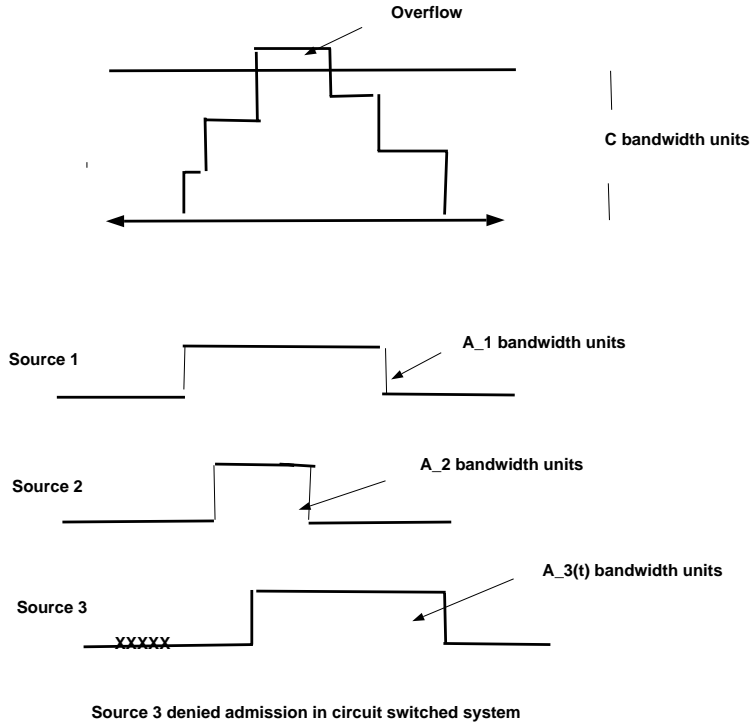 Overflow
C bandwidth units
A_1 bandwidth units
Source 1
A_2 bandwidth units
Source 2
A_3(t) bandwidth units
Source 3
XXXXX
Source 3 denied admission in circuit switched system